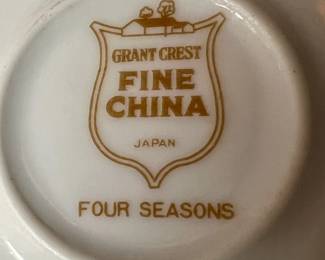 GRANT CREST
FINE
CHINA
JAPAN
FOUR SEASONS